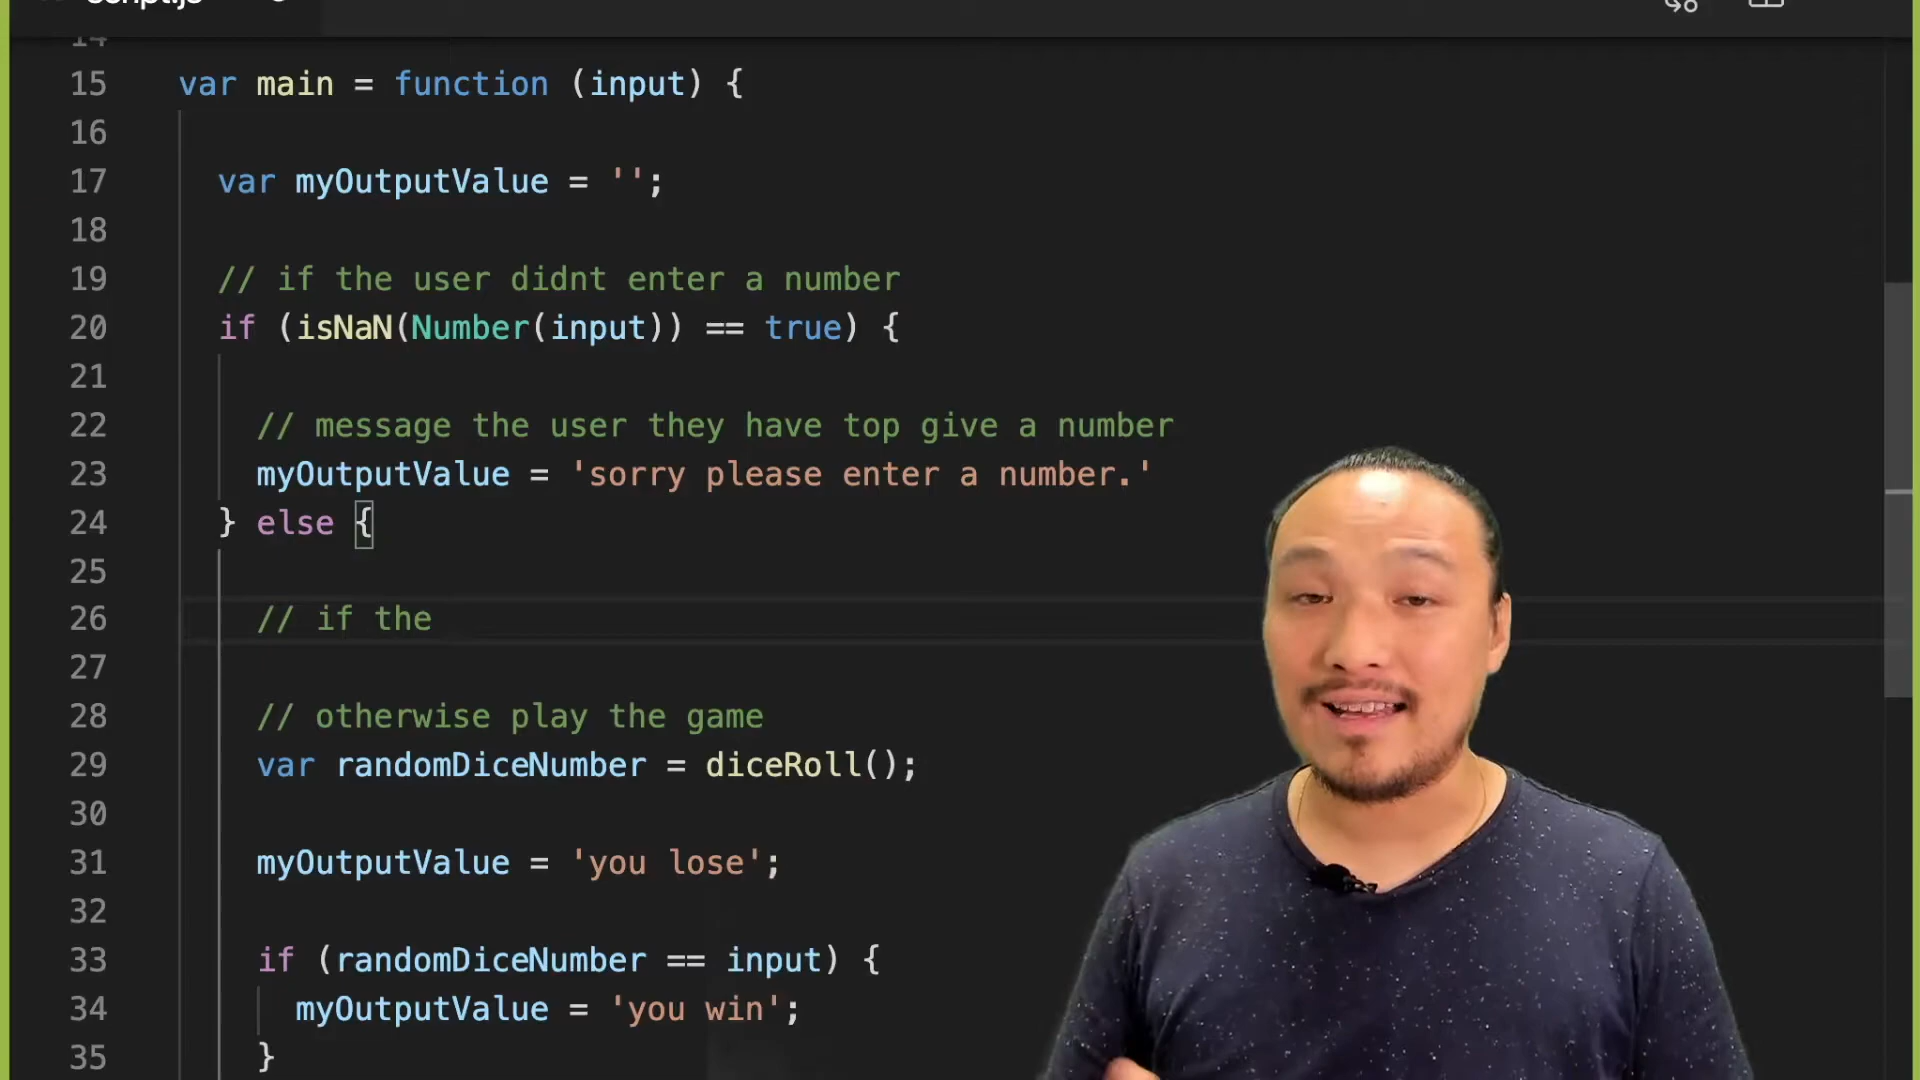 script.js
14
15 var main = function (input) {
16
17 var myOutputValue = '';
18
19 // if the user didnt enter a number
20 if (isNaN(Number(input)) == true) {
21
22 // message the user they have top give a number
23 myOutputValue = 'sorry please enter a number.'
24 } else {
25
26 // if the
27
28 // otherwise play the game
29 var randomDiceNumber = diceRoll();
30
31 myOutputValue = 'you lose';
32
33 if (randomDiceNumber == input) {
34 myOutputValue = 'you win';
35 }